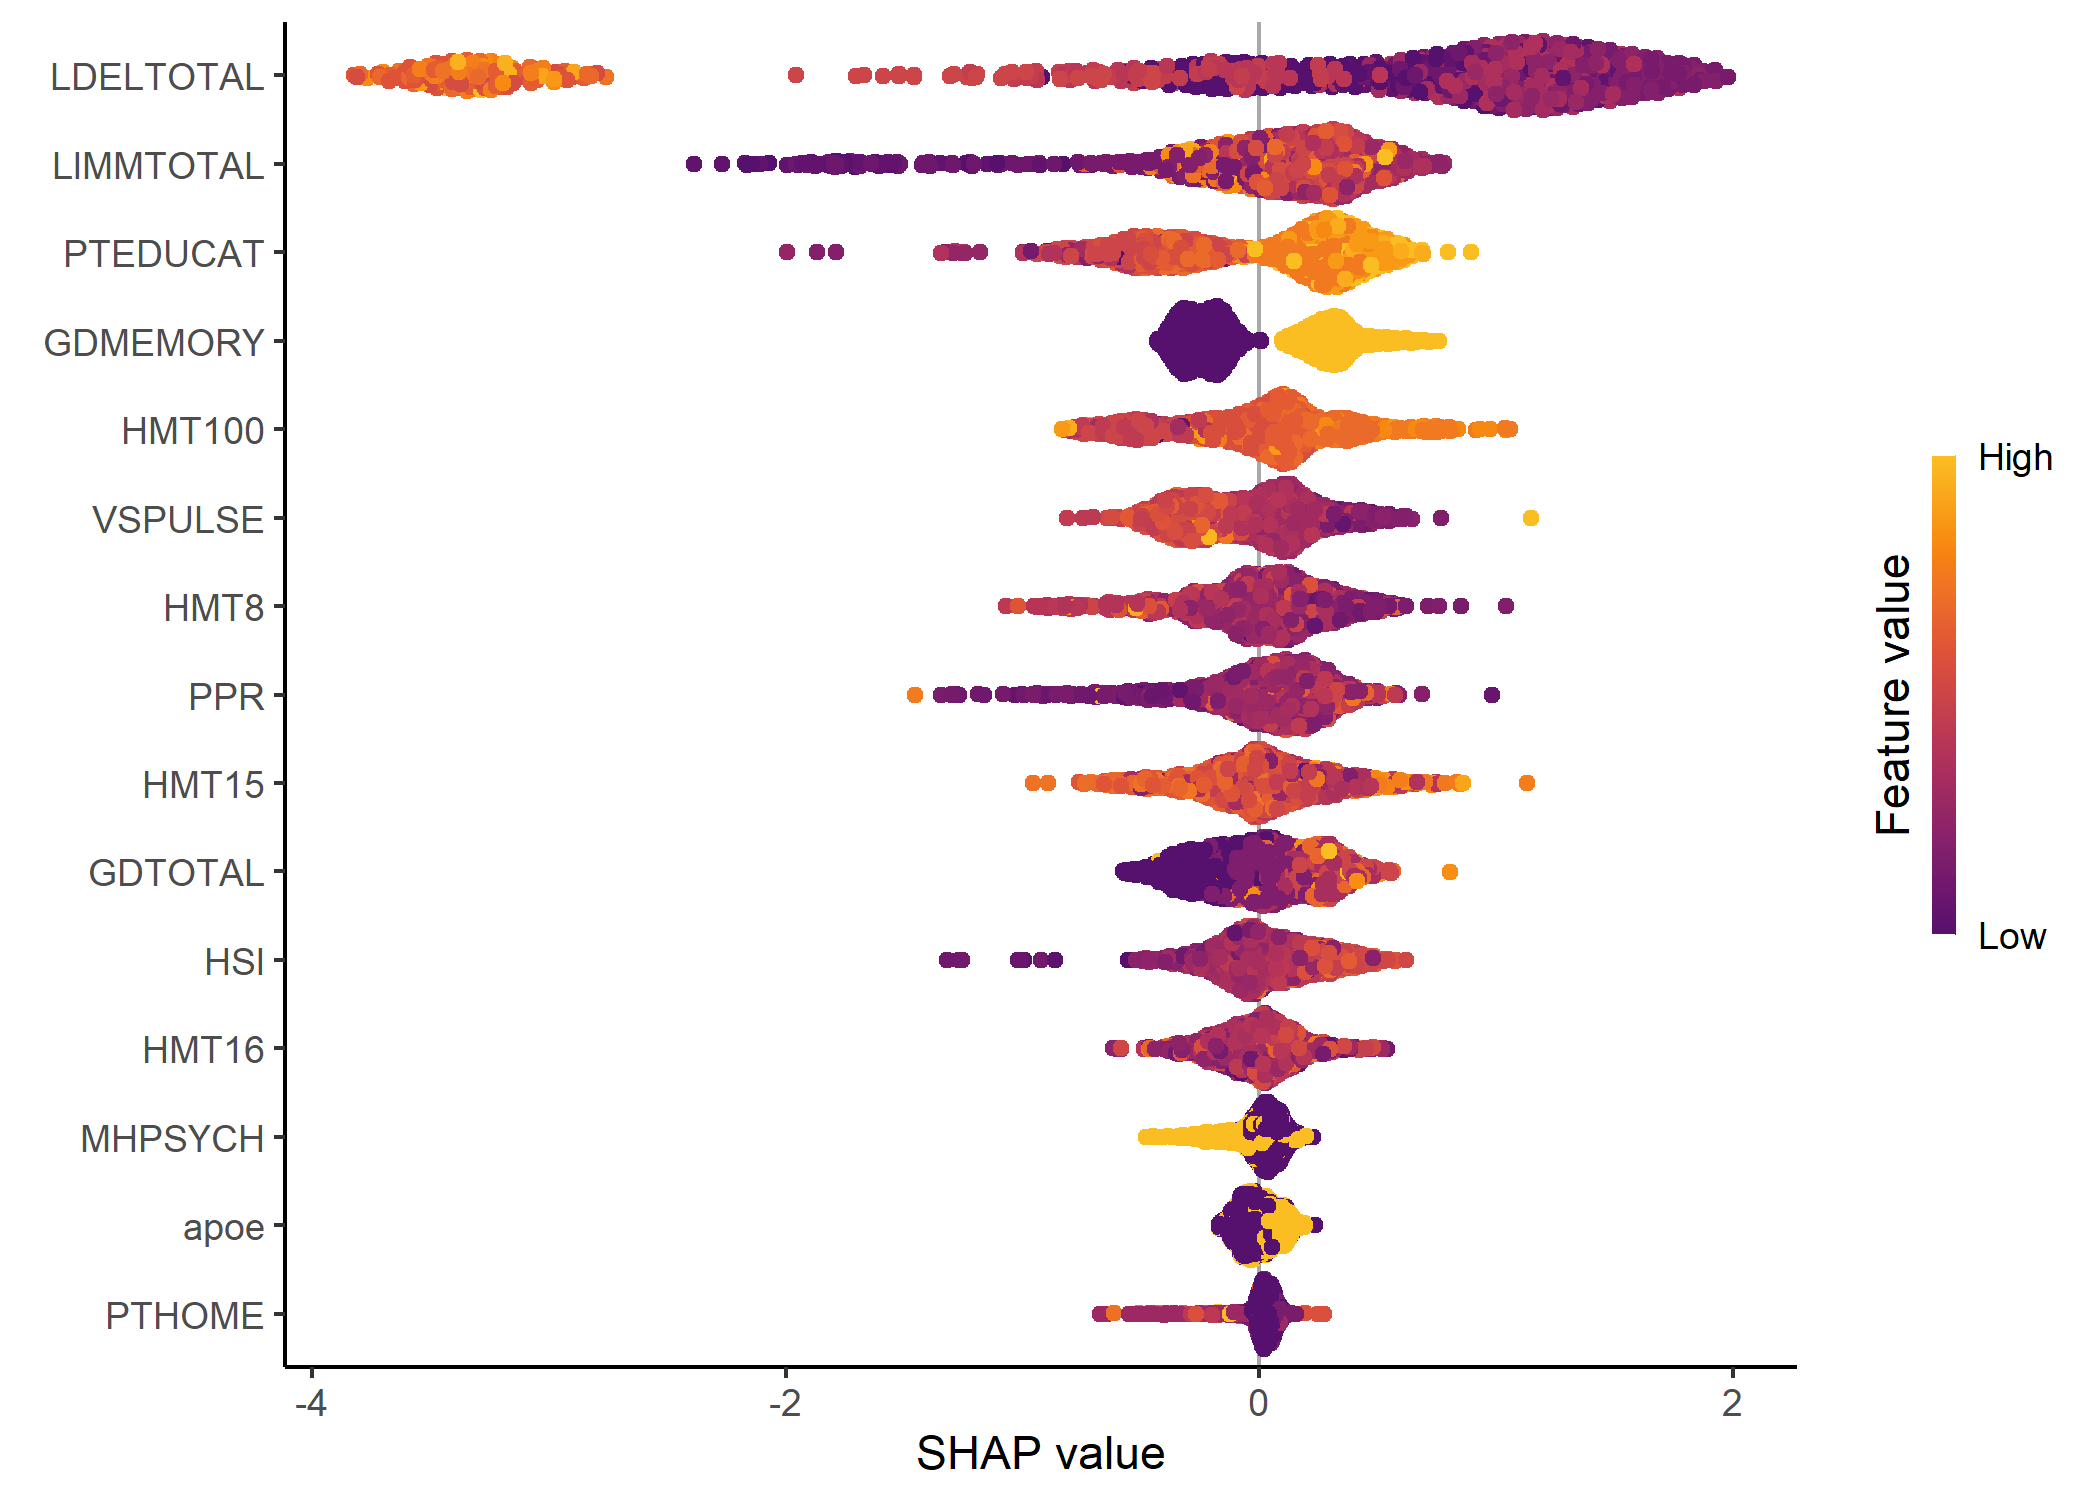 LDELTOTAL
LIMMTOTAL
PTEDUCAT
GDMEMORY
HMT100
VSPULSE
HMT8
PPR
HMT15
GDTOTAL
HSI
HMT16
MHPSYCH
apoe
PTHOME
-4 -2 0 2
SHAP value
High
Feature value
Low